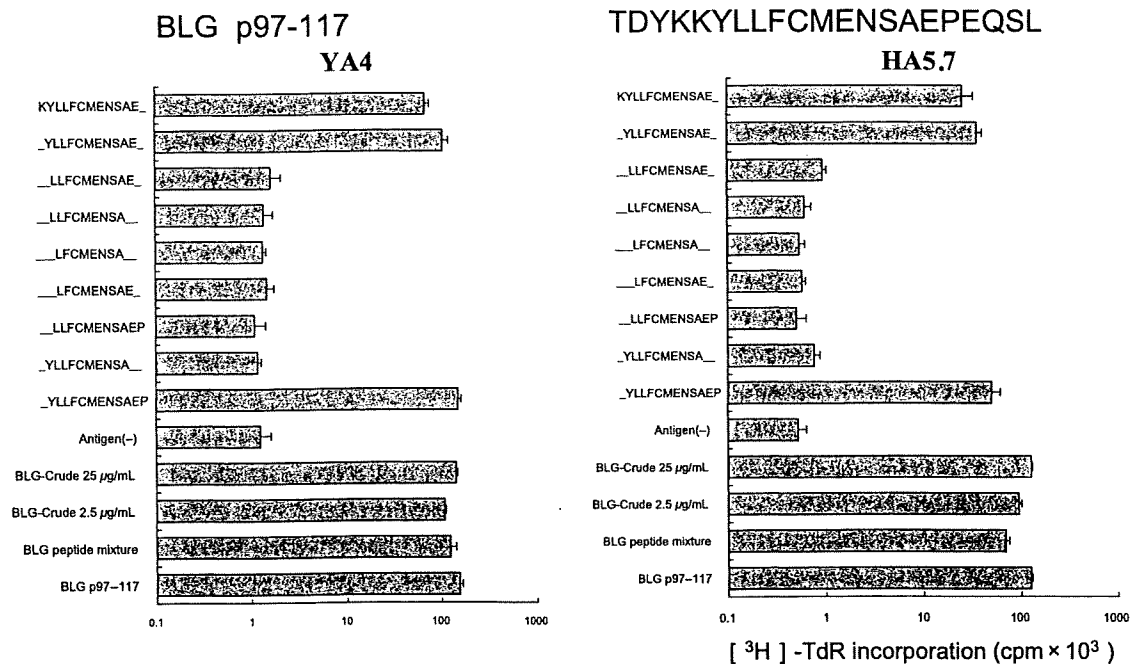 BLG p97-117
TDYKKYLLFCMENSAEPEQSL
YA4
KYLLFCMENSAE_
_YLLFCMENSAE_
__LLFCMENSAE_
__LLFCMENSA__
___LFCMENSA__
___LFCMENSAE_
__LLFCMENSAEP
_YLLFCMENSA__
_YLLFCMENSAEP
Antigen(–)
BLG-Crude 25 µg/mL
BLG-Crude 2.5 µg/mL
BLG peptide mixture
BLG p97–117
0.1 1 10 100 1000
HA5.7
KYLLFCMENSAE_
_YLLFCMENSAE_
__LLFCMENSAE_
__LLFCMENSA__
___LFCMENSA__
___LFCMENSAE_
__LLFCMENSAEP
_YLLFCMENSA__
_YLLFCMENSAEP
Antigen(–)
BLG-Crude 25 µg/mL
BLG-Crude 2.5 µg/mL
BLG peptide mixture
BLG p97–117
0.1 1 10 100 1000
[ ³H ] -TdR incorporation (cpm × 10³ )